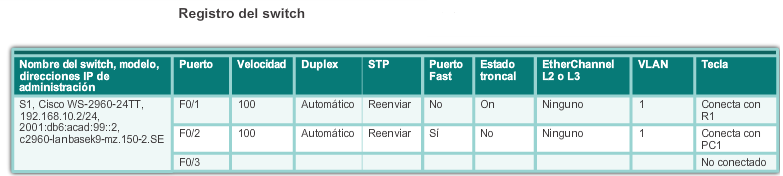 Registro del switch
Nombre del switch, modelo, direcciones IP de administración Puerto Velocidad Duplex STP Puerto Fast Estado troncal EtherChannel L2 o L3 VLAN Tecla
S1, Cisco WS-2960-24TT, 192.168.10.2/24, 2001:db6:acad:99::2, c2960-lanbasek9-mz.150-2.SE F0/1 100 Automático Reenviar No On Ninguno 1 Conecta con R1
F0/2 100 Automático Reenviar Sí No Ninguno 1 Conecta con PC1
F0/3 No conectado